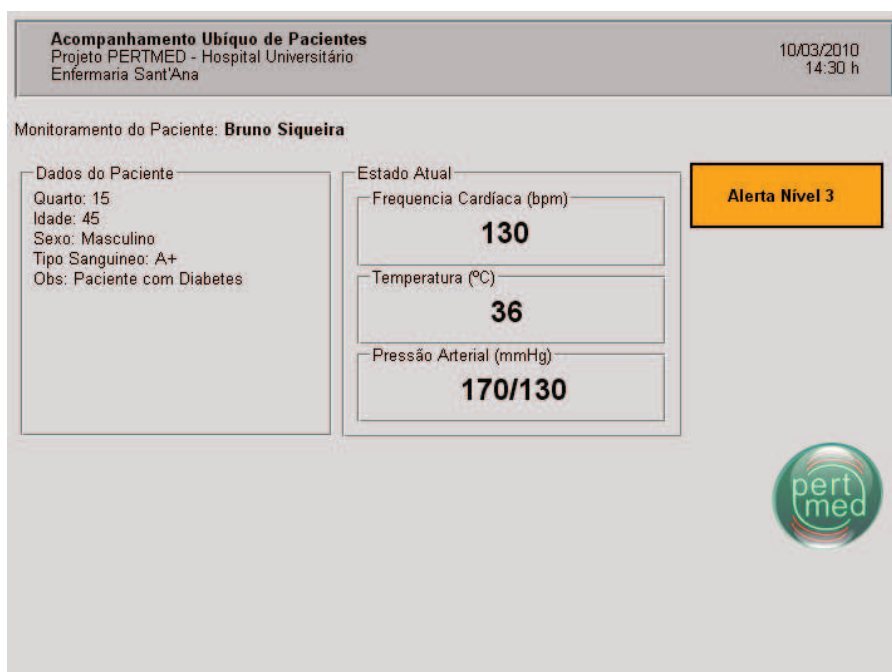 Acompanhamento Ubíquo de Pacientes
Projeto PERTMED - Hospital Universitário
Enfermaria Sant'Ana
10/03/2010
14:30 h
Monitoramento do Paciente: Bruno Siqueira
Dados do Paciente
Quarto: 15
Idade: 45
Sexo: Masculino
Tipo Sanguineo: A+
Obs: Paciente com Diabetes
Estado Atual
Frequencia Cardíaca (bpm)
130
Temperatura (ºC)
36
Pressão Arterial (mmHg)
170/130
Alerta Nível 3
pert
med